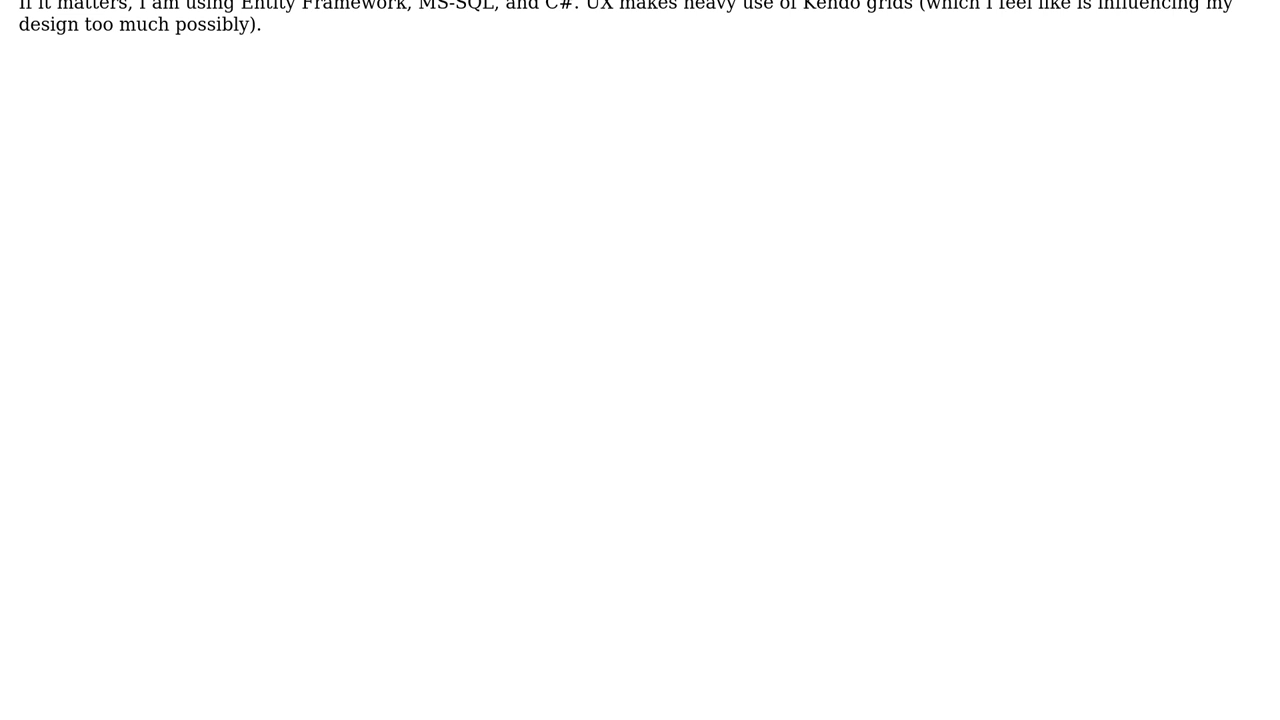 If it matters, I am using Entity Framework, MS-SQL, and C#. UX makes heavy use of Kendo grids (which I feel like is influencing my
design too much possibly).